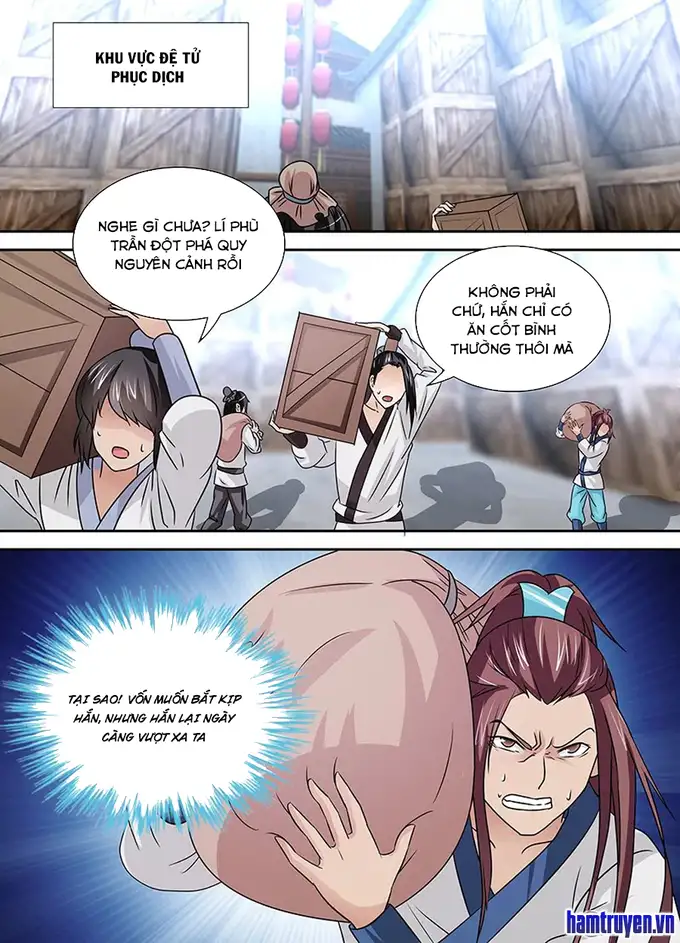 KHU VỰC ĐỆ TỬ
PHỤC DỊCH
NGHE GÌ CHƯA? LÍ PHÙ
TRẦN ĐỘT PHÁ QUY
NGUYÊN CẢNH RỒI
KHÔNG PHẢI
CHỨ, HẮN CHỈ CÓ
ĂN CỐT BÌNH
THƯỜNG THÔI MÀ
TẠI SAO! VỐN MUỐN BẮT KỊP
HẮN, NHƯNG HẮN LẠI NGÀY
CÀNG VƯỢT XA TA
hamtruyen.vn